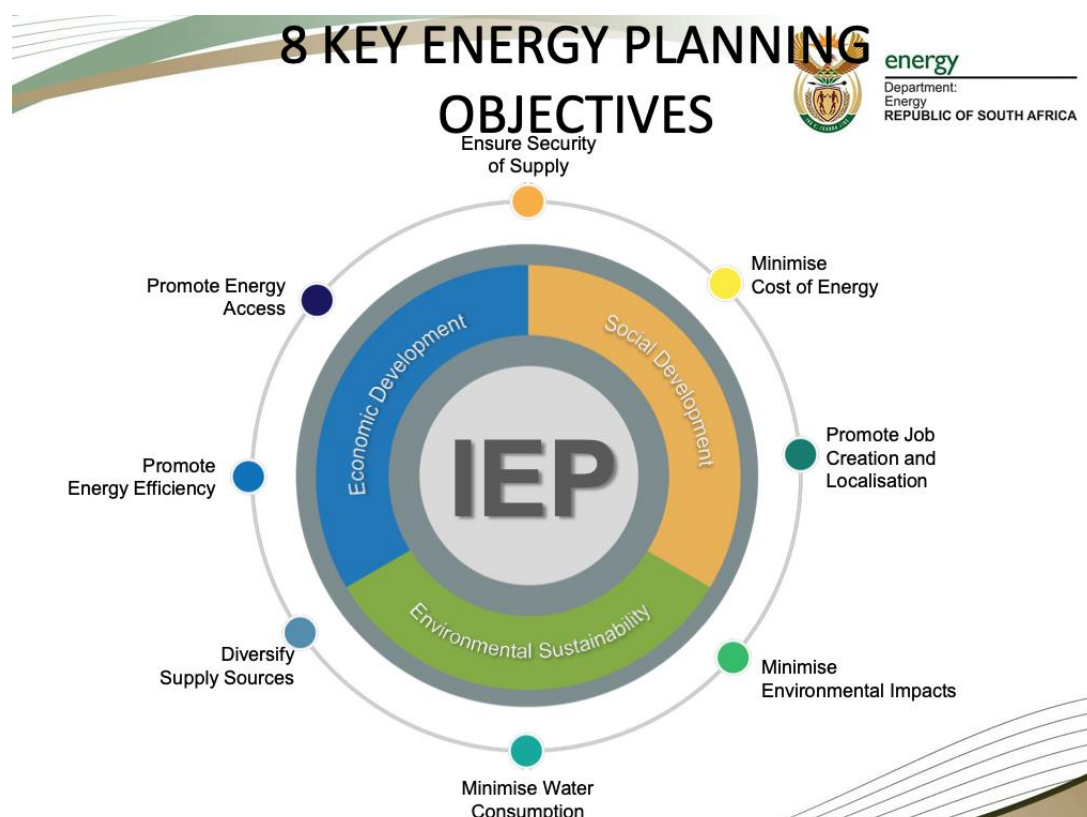 8 KEY ENERGY PLANNING
OBJECTIVES
energy
Department:
Energy
REPUBLIC OF SOUTH AFRICA
Ensure Security
of Supply
Minimise
Cost of Energy
Promote Job
Creation and
Localisation
Minimise
Environmental Impacts
Minimise Water
Consumption
Diversify
Supply Sources
Promote
Energy Efficiency
Promote Energy
Access
Economic Development
Social Development
Environmental Sustainability
IEP